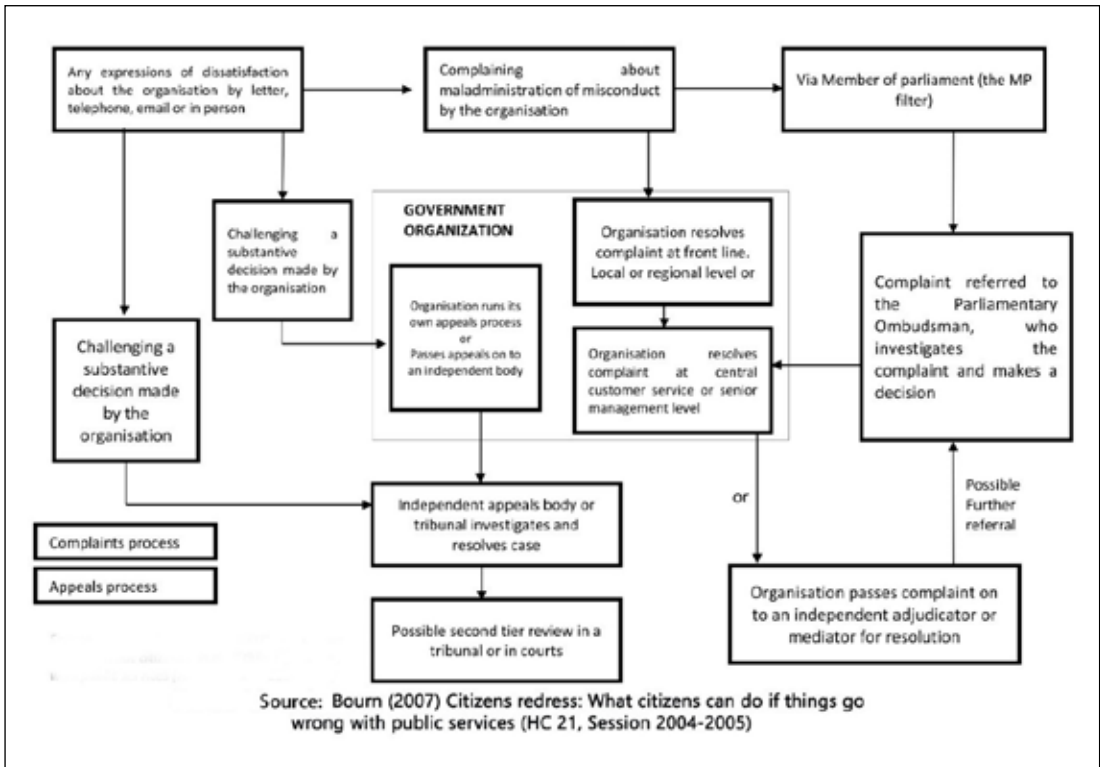 Any expressions of dissatisfaction
about the organisation by letter,
telephone, email or in person
Complaining about
maladministration of misconduct
by the organisation
Via Member of parliament (the MP
filter)
Challenging a
substantive
decision made by
the organisation
GOVERNMENT
ORGANIZATION
Organisation resolves
complaint at front line.
Local or regional level or
Organisation runs its
own appeals process
or
Passes appeals on to
an independent body
Organisation resolves
complaint at central
customer service or senior
management level
Complaint referred to
the Parliamentary
Ombudsman, who
investigates the
complaint and makes a
decision
Challenging a
substantive
decision made
by the
organisation
Independent appeals body or
tribunal investigates and
resolves case
or
Possible
Further
referral
Complaints process
Appeals process
Organisation passes complaint on
to an independent adjudicator or
mediator for resolution
Possible second tier review in a
tribunal or in courts
Source: Bourn (2007) Citizens redress: What citizens can do if things go
wrong with public services (HC 21, Session 2004-2005)